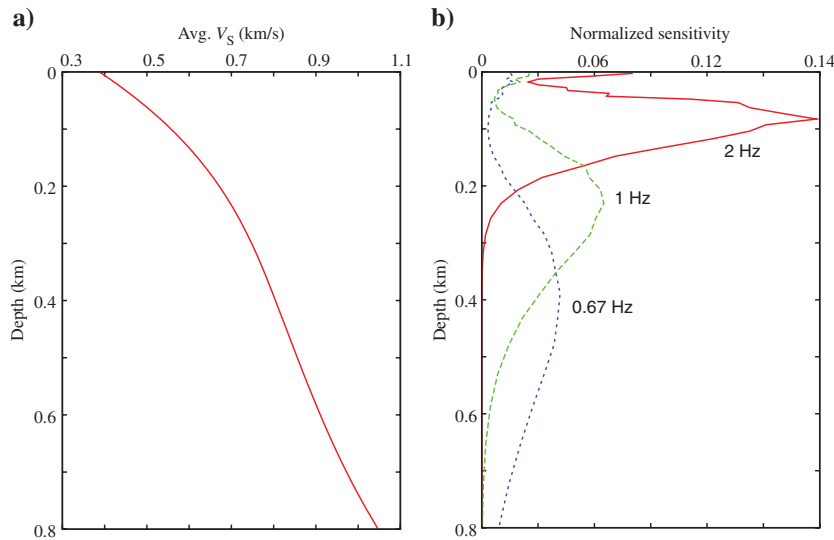 a)
Avg. VS (km/s)
0.3 0.5 0.7 0.9 1.1
0
0.2
0.4
0.6
0.8
Depth (km)
b)
Normalized sensitivity
0 0.06 0.12 0.14
0
0.2
0.4
0.6
0.8
Depth (km)
2 Hz
1 Hz
0.67 Hz